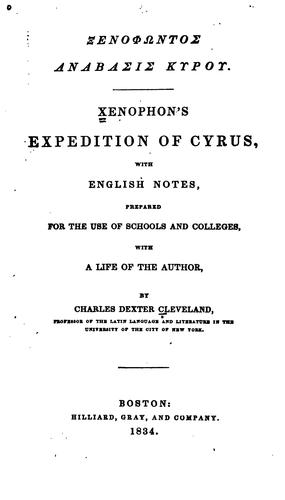 ΞΕΝΟΦΩΝΤΟΣ
ΑΝΑΒΑΣΙΣ ΚΥΡΟΥ.
XENOPHON'S
EXPEDITION OF CYRUS,
WITH
ENGLISH NOTES,
PREPARED
FOR THE USE OF SCHOOLS AND COLLEGES,
WITH
A LIFE OF THE AUTHOR,
BY
CHARLES DEXTER CLEVELAND,
PROFESSOR OF THE LATIN LANGUAGE AND LITERATURE IN THE
UNIVERSITY OF THE CITY OF NEW YORK.
BOSTON:
HILLIARD, GRAY, AND COMPANY.
1834.